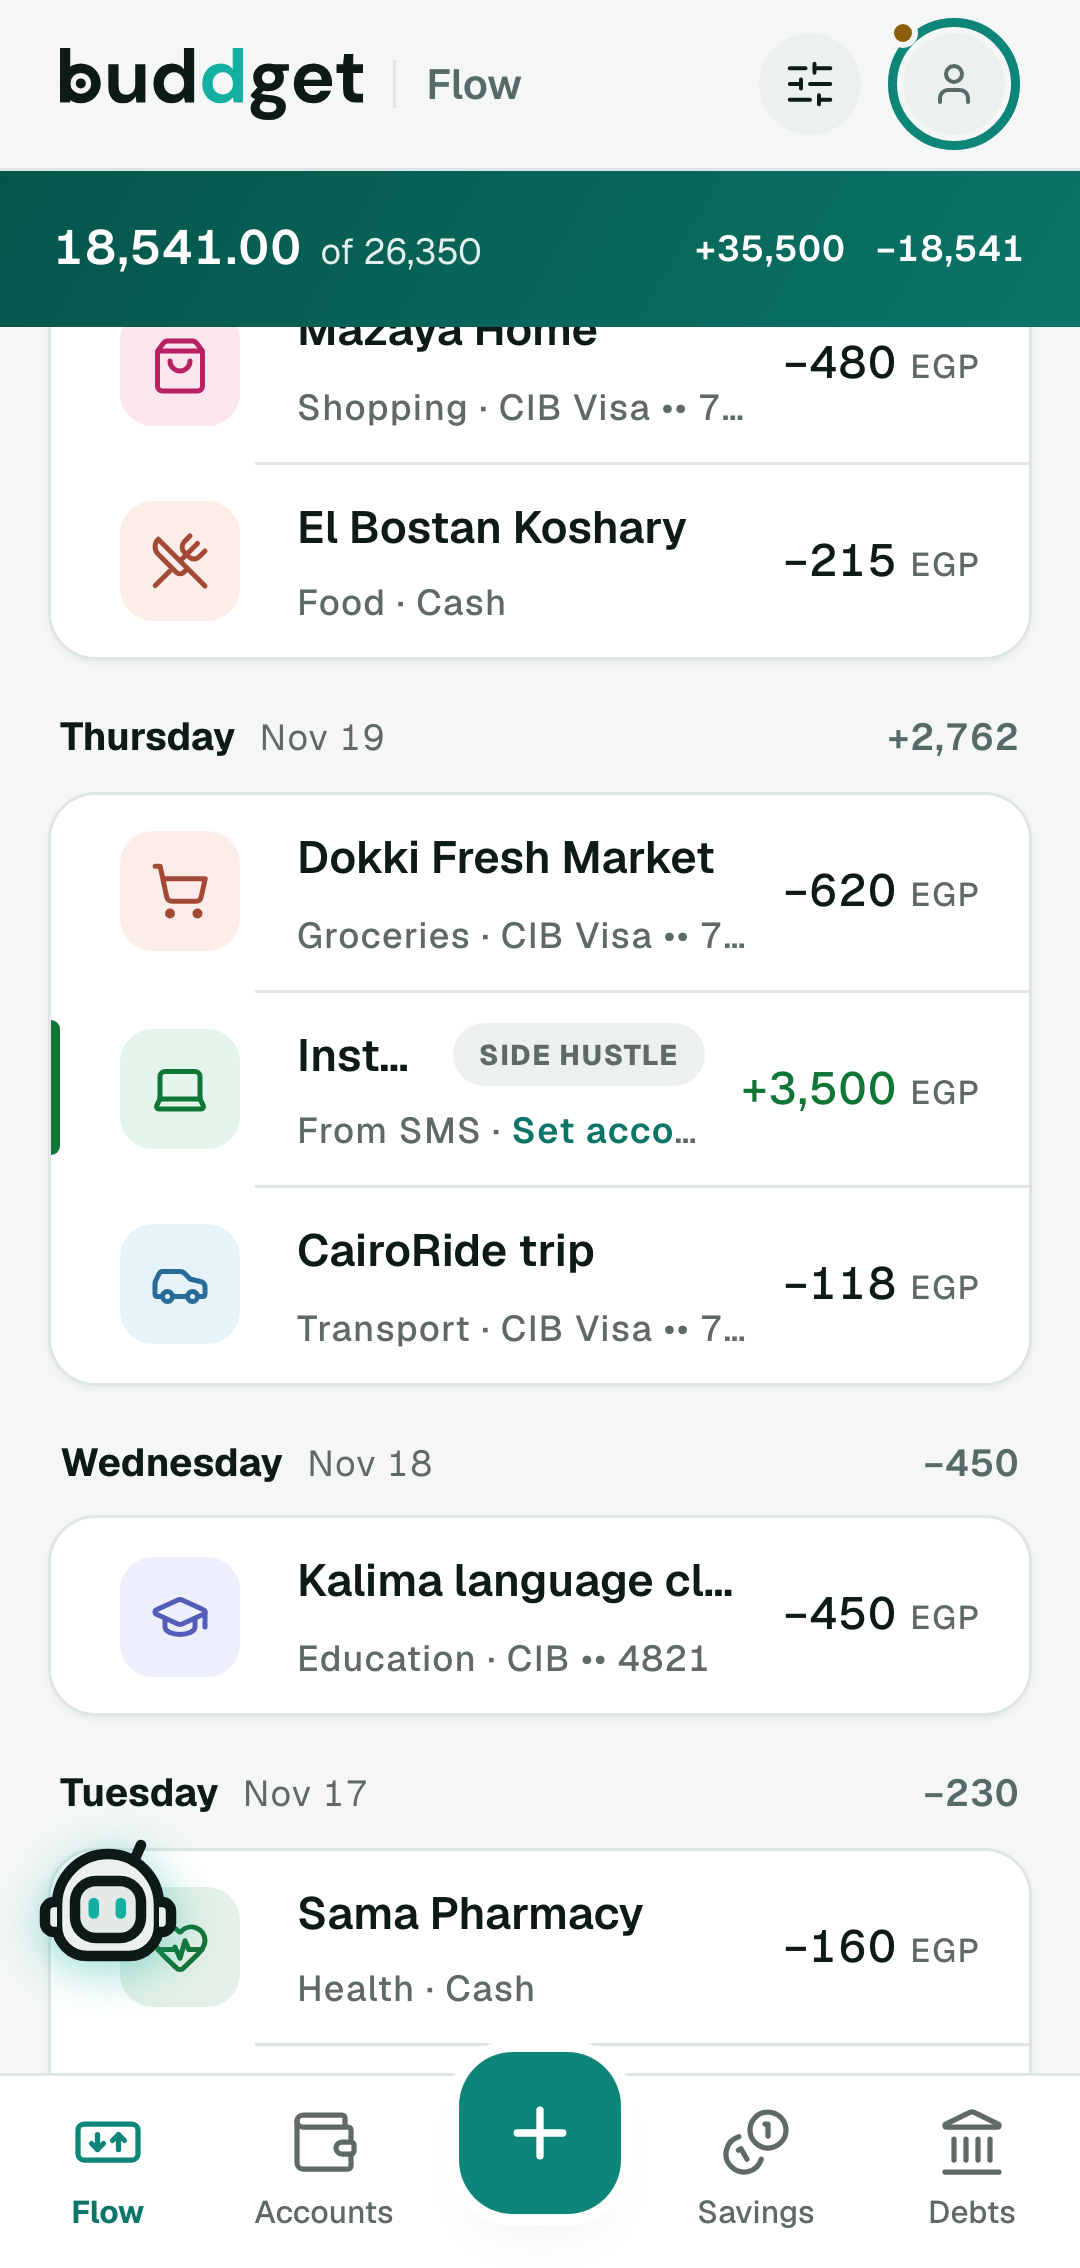 buddget Flow
18,541.00 of 26,350 +35,500 −18,541
Mazaya Home
−480 EGP
Shopping · CIB Visa •• 7...
El Bostan Koshary
−215 EGP
Food · Cash
Thursday Nov 19 +2,762
Dokki Fresh Market
−620 EGP
Groceries · CIB Visa •• 7...
Inst... SIDE HUSTLE
+3,500 EGP
From SMS · Set acco...
CairoRide trip
−118 EGP
Transport · CIB Visa •• 7...
Wednesday Nov 18 −450
Kalima language cl...
−450 EGP
Education · CIB •• 4821
Tuesday Nov 17 −230
Sama Pharmacy
−160 EGP
Health · Cash
Flow Accounts Savings Debts